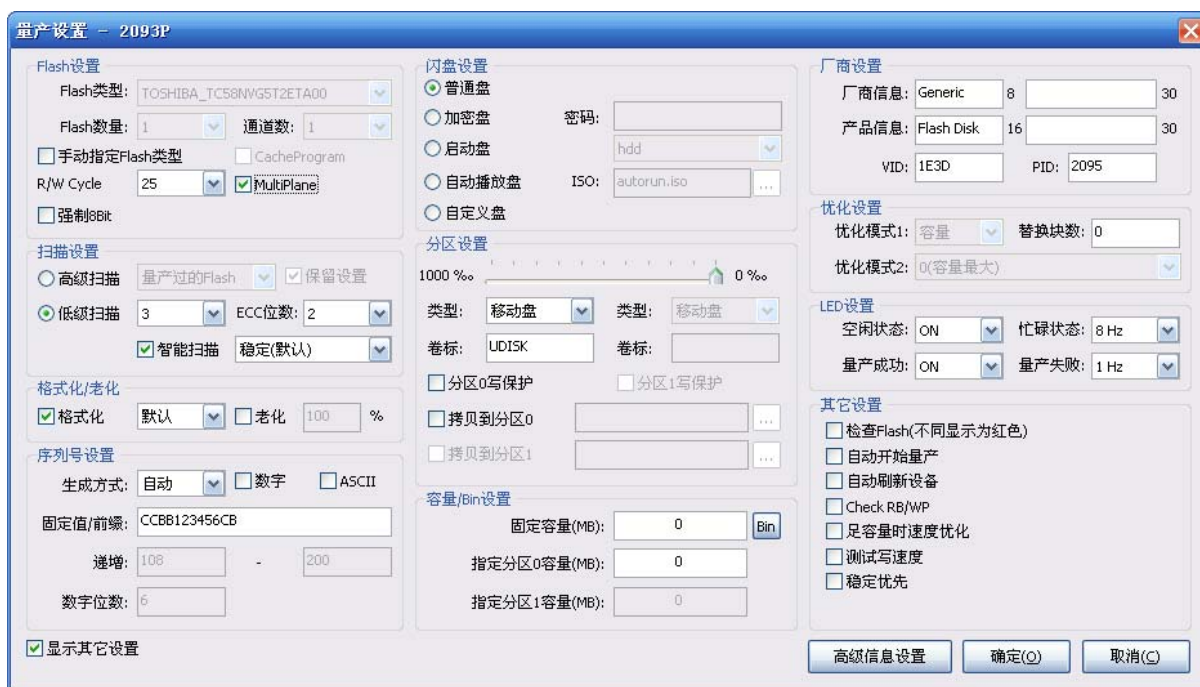 量产设置 - 2093P
Flash设置
Flash类型: TOSHIBA_TC58NVG5T2ETA00
Flash数量: 1 通道数: 1
手动指定Flash类型 CacheProgram
R/W Cycle 25 MultiPlane
强制8Bit
扫描设置
高级扫描 量产过的Flash 保留设置
低级扫描 3 ECC位数: 2
智能扫描 稳定(默认)
格式化/老化
格式化 默认 老化 100 %
序列号设置
生成方式: 自动 数字 ASCII
固定值/前缀: CCBB123456CB
递增: 108 - 200
数字位数: 6
显示其它设置
闪盘设置
普通盘
加密盘 密码:
启动盘 hdd
自动播放盘 ISO: autorun.iso ...
自定义盘
分区设置
1000 ‰ 0 ‰
类型: 移动盘 类型: 移动盘
卷标: UDISK 卷标:
分区0写保护 分区1写保护
拷贝到分区0 ...
拷贝到分区1 ...
容量/Bin设置
固定容量(MB): 0 Bin
指定分区0容量(MB): 0
指定分区1容量(MB): 0
厂商设置
厂商信息: Generic 8 30
产品信息: Flash Disk 16 30
VID: 1E3D PID: 2095
优化设置
优化模式1: 容量 替换块数: 0
优化模式2: 0(容量最大)
LED设置
空闲状态: ON 忙碌状态: 8 Hz
量产成功: ON 量产失败: 1 Hz
其它设置
检查Flash(不同显示为红色)
自动开始量产
自动刷新设备
Check RB/WP
足容量时速度优化
测试写速度
稳定优先
高级信息设置 确定(O) 取消(C)